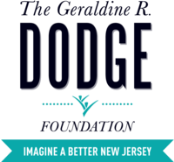 The Geraldine R.
DODGE
FOUNDATION
IMAGINE A BETTER NEW JERSEY